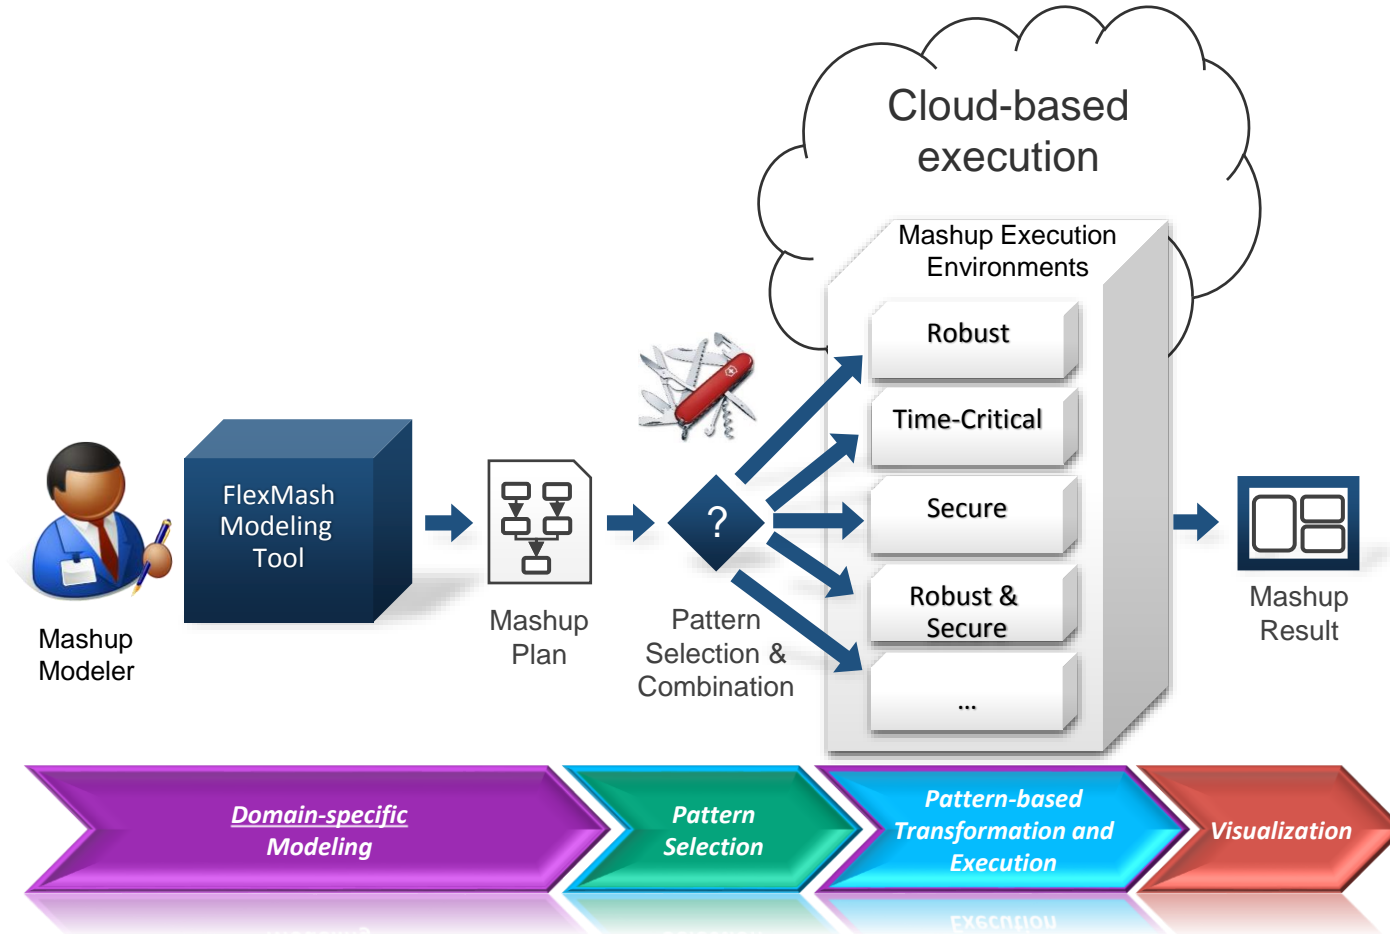 Cloud-based
execution
Mashup Execution
Environments
Robust
Time-Critical
Secure
Robust &
Secure
...
FlexMash
Modeling
Tool
?
Mashup
Modeler
Mashup
Plan
Pattern
Selection &
Combination
Mashup
Result
Domain-specific
Modeling
Pattern
Selection
Pattern-based
Transformation and
Execution
Visualization